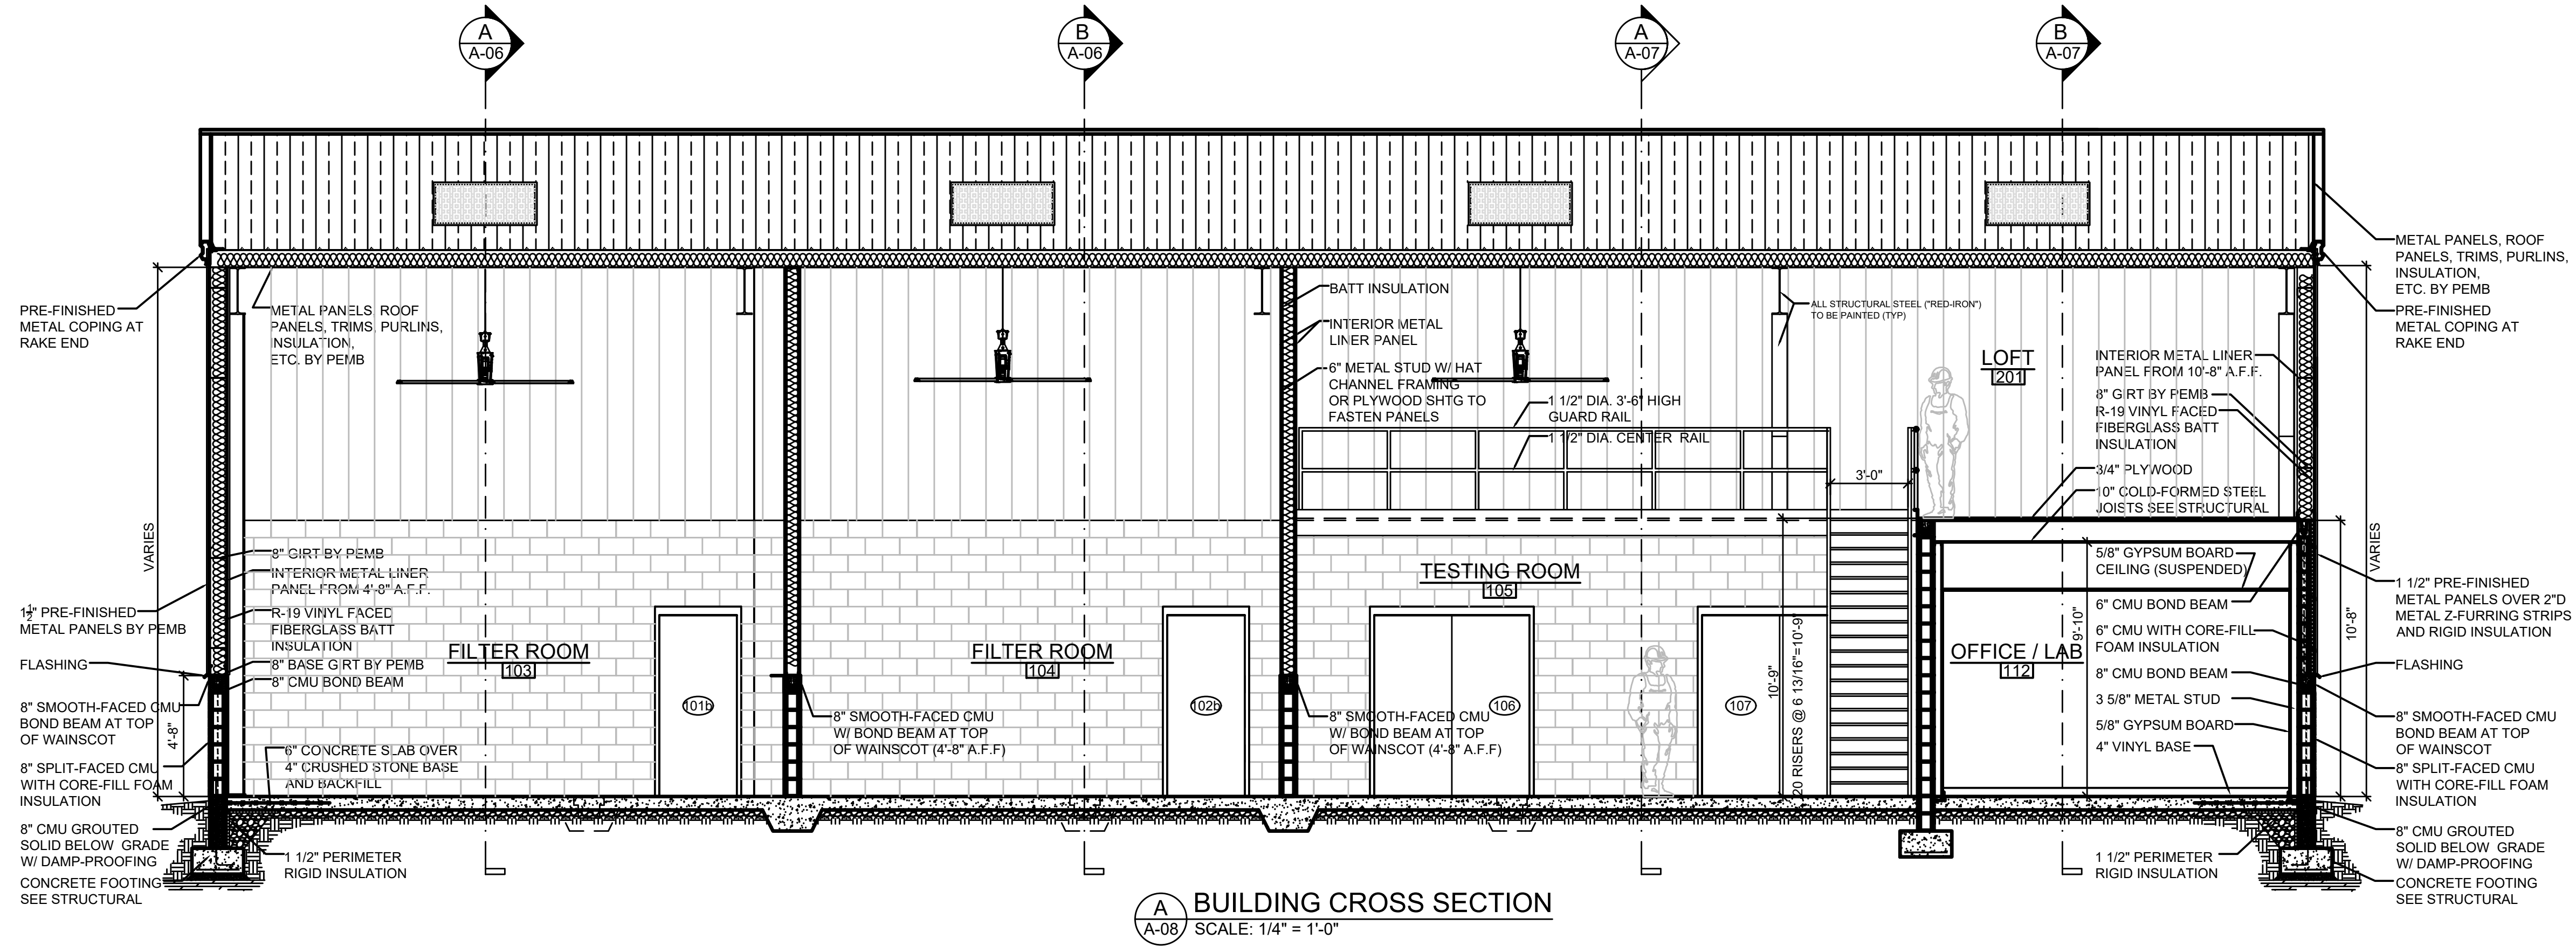 A
A-06
B
A-06
A
A-07
B
A-07
PRE-FINISHED
METAL COPING AT
RAKE END
VARIES
1½" PRE-FINISHED
METAL PANELS BY PEMB
FLASHING
4'-8"
8" SMOOTH-FACED CMU
BOND BEAM AT TOP
OF WAINSCOT
8" SPLIT-FACED CMU
WITH CORE-FILL FOAM
INSULATION
8" CMU GROUTED
SOLID BELOW GRADE
W/ DAMP-PROOFING
CONCRETE FOOTING
SEE STRUCTURAL
METAL PANELS, ROOF
PANELS, TRIMS, PURLINS,
INSULATION,
ETC. BY PEMB
8" GIRT BY PEMB
INTERIOR METAL LINER
PANEL FROM 4'-8" A.F.F.
R-19 VINYL FACED
FIBERGLASS BATT
INSULATION
8" BASE GIRT BY PEMB
8" CMU BOND BEAM
6" CONCRETE SLAB OVER
4" CRUSHED STONE BASE
AND BACKFILL
1 1/2" PERIMETER
RIGID INSULATION
FILTER ROOM
103
101b
8" SMOOTH-FACED CMU
W/ BOND BEAM AT TOP
OF WAINSCOT (4'-8" A.F.F)
FILTER ROOM
104
102b
BATT INSULATION
INTERIOR METAL
LINER PANEL
6" METAL STUD W/ HAT
CHANNEL FRAMING
OR PLYWOOD SHTG TO
FASTEN PANELS
1 1/2" DIA. 3'-6" HIGH
GUARD RAIL
1 1/2" DIA. CENTER RAIL
ALL STRUCTURAL STEEL ("RED-IRON")
TO BE PAINTED (TYP)
3'-0"
TESTING ROOM
105
8" SMOOTH-FACED CMU
W/ BOND BEAM AT TOP
OF WAINSCOT (4'-8" A.F.F)
106
107
10'-9"
20 RISERS @ 6 13/16"=10'-9"
LOFT
201
INTERIOR METAL LINER
PANEL FROM 10'-8" A.F.F.
8" GIRT BY PEMB
R-19 VINYL FACED
FIBERGLASS BATT
INSULATION
3/4" PLYWOOD
10" COLD-FORMED STEEL
JOISTS SEE STRUCTURAL
5/8" GYPSUM BOARD
CEILING (SUSPENDED)
6" CMU BOND BEAM
9'-10"
6" CMU WITH CORE-FILL
FOAM INSULATION
OFFICE / LAB
112
8" CMU BOND BEAM
3 5/8" METAL STUD
5/8" GYPSUM BOARD
4" VINYL BASE
1 1/2" PERIMETER
RIGID INSULATION
METAL PANELS, ROOF
PANELS, TRIMS, PURLINS,
INSULATION,
ETC. BY PEMB
PRE-FINISHED
METAL COPING AT
RAKE END
VARIES
10'-8"
1 1/2" PRE-FINISHED
METAL PANELS OVER 2"D
METAL Z-FURRING STRIPS
AND RIGID INSULATION
FLASHING
8" SMOOTH-FACED CMU
BOND BEAM AT TOP
OF WAINSCOT
8" SPLIT-FACED CMU
WITH CORE-FILL FOAM
INSULATION
8" CMU GROUTED
SOLID BELOW GRADE
W/ DAMP-PROOFING
CONCRETE FOOTING
SEE STRUCTURAL
A
A-08
BUILDING CROSS SECTION
SCALE: 1/4" = 1'-0"